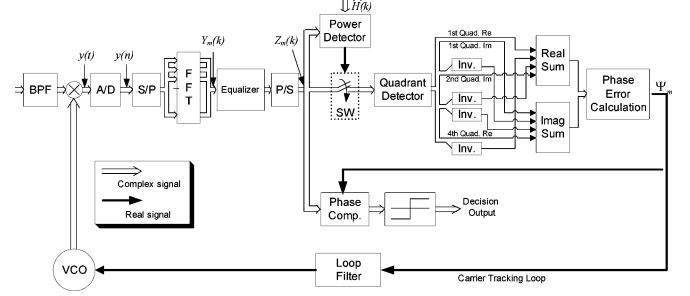 Ĥ(k)
y(t)
y(n)
Yₘ(k)
Zₘ(k)
Power
Detector
1st Quad. Re
1st Quad. Im
Inv.
2nd Quad. Im
Inv.
Inv.
4th Quad. Re
Inv.
Real
Sum
Imag
Sum
Phase
Error
Calculation
Ψₘ
BPF
A/D
S/P
F
F
T
Equalizer
P/S
SW
Quadrant
Detector
Complex signal
Real signal
Phase
Comp.
Decision
Output
VCO
Loop
Filter
Carrier Tracking Loop